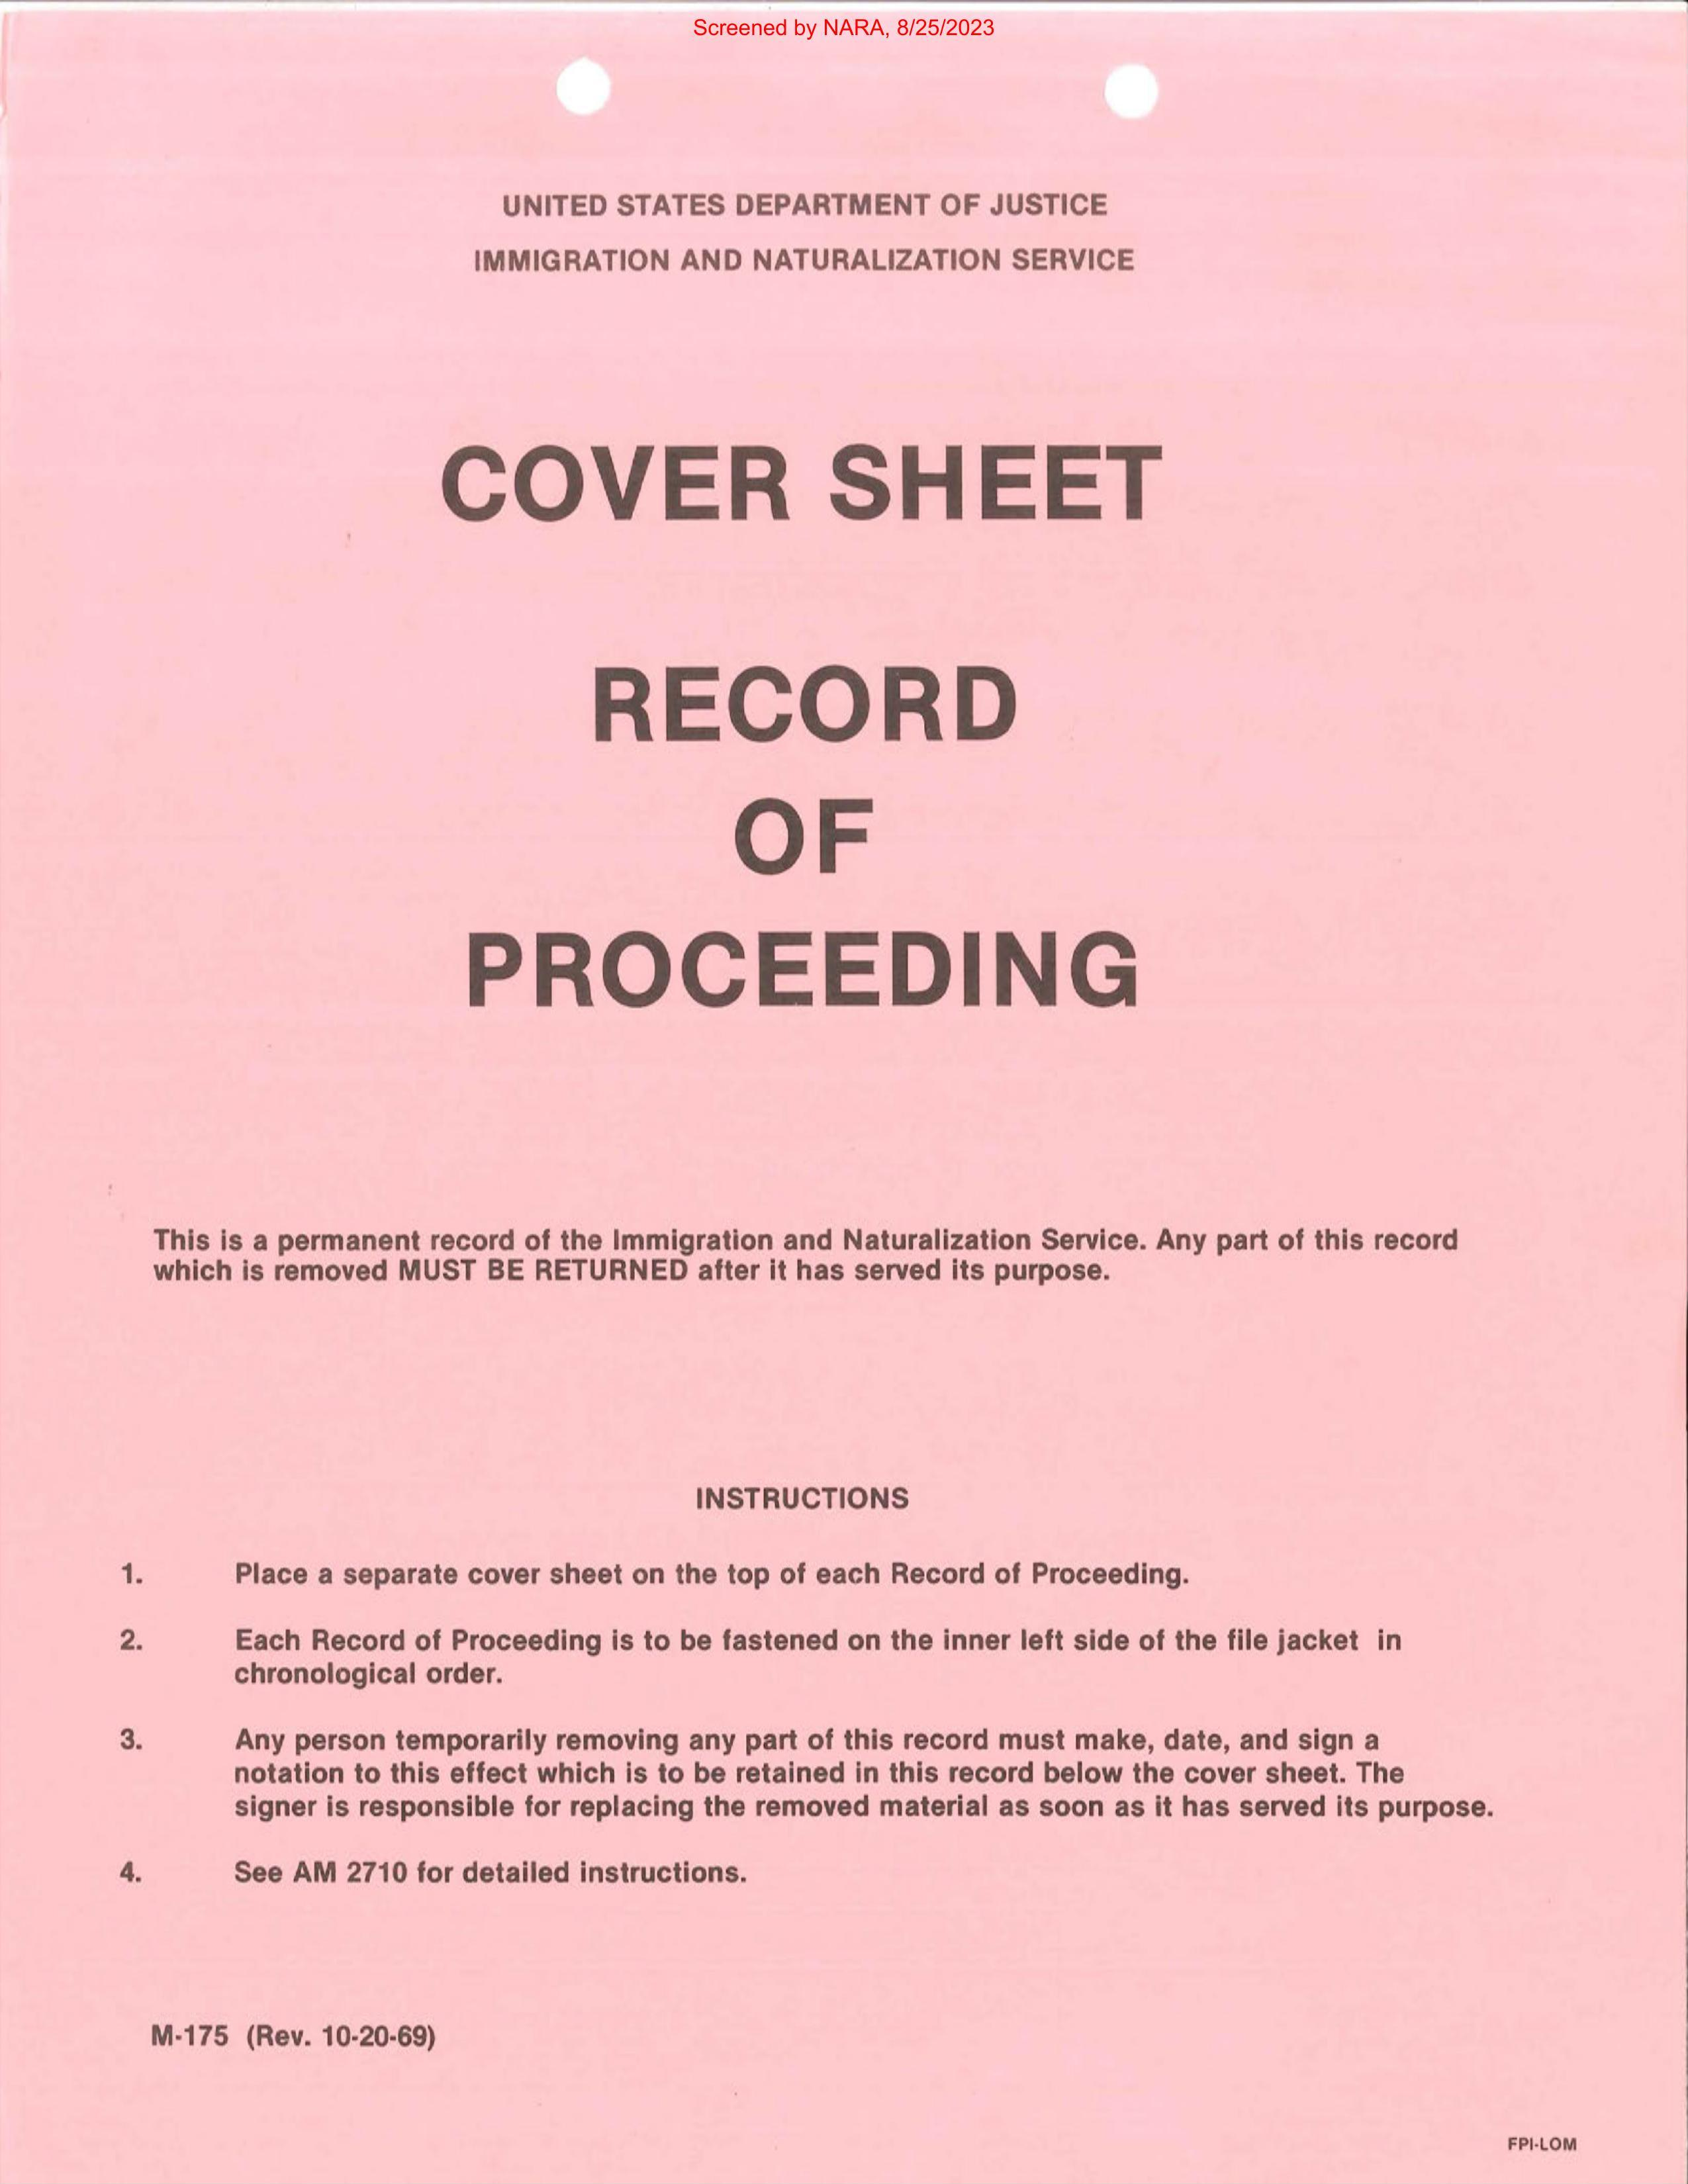 Screened by NARA, 8/25/2023
UNITED STATES DEPARTMENT OF JUSTICE
IMMIGRATION AND NATURALIZATION SERVICE
COVER SHEET
RECORD
OF
PROCEEDING
This is a permanent record of the Immigration and Naturalization Service. Any part of this record
which is removed MUST BE RETURNED after it has served its purpose.
INSTRUCTIONS
1. Place a separate cover sheet on the top of each Record of Proceeding.
2. Each Record of Proceeding is to be fastened on the inner left side of the file jacket in
chronological order.
3. Any person temporarily removing any part of this record must make, date, and sign a
notation to this effect which is to be retained in this record below the cover sheet. The
signer is responsible for replacing the removed material as soon as it has served its purpose.
4. See AM 2710 for detailed instructions.
M-175 (Rev. 10-20-69)
FPI-LOM